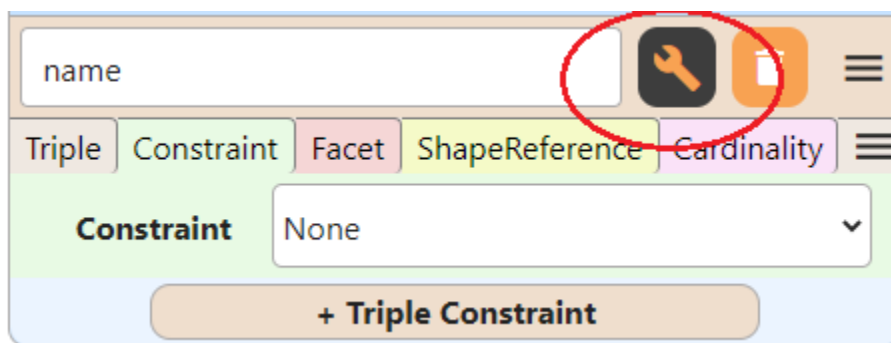 name
Triple Constraint Facet ShapeReference Cardinality
Constraint None
+ Triple Constraint